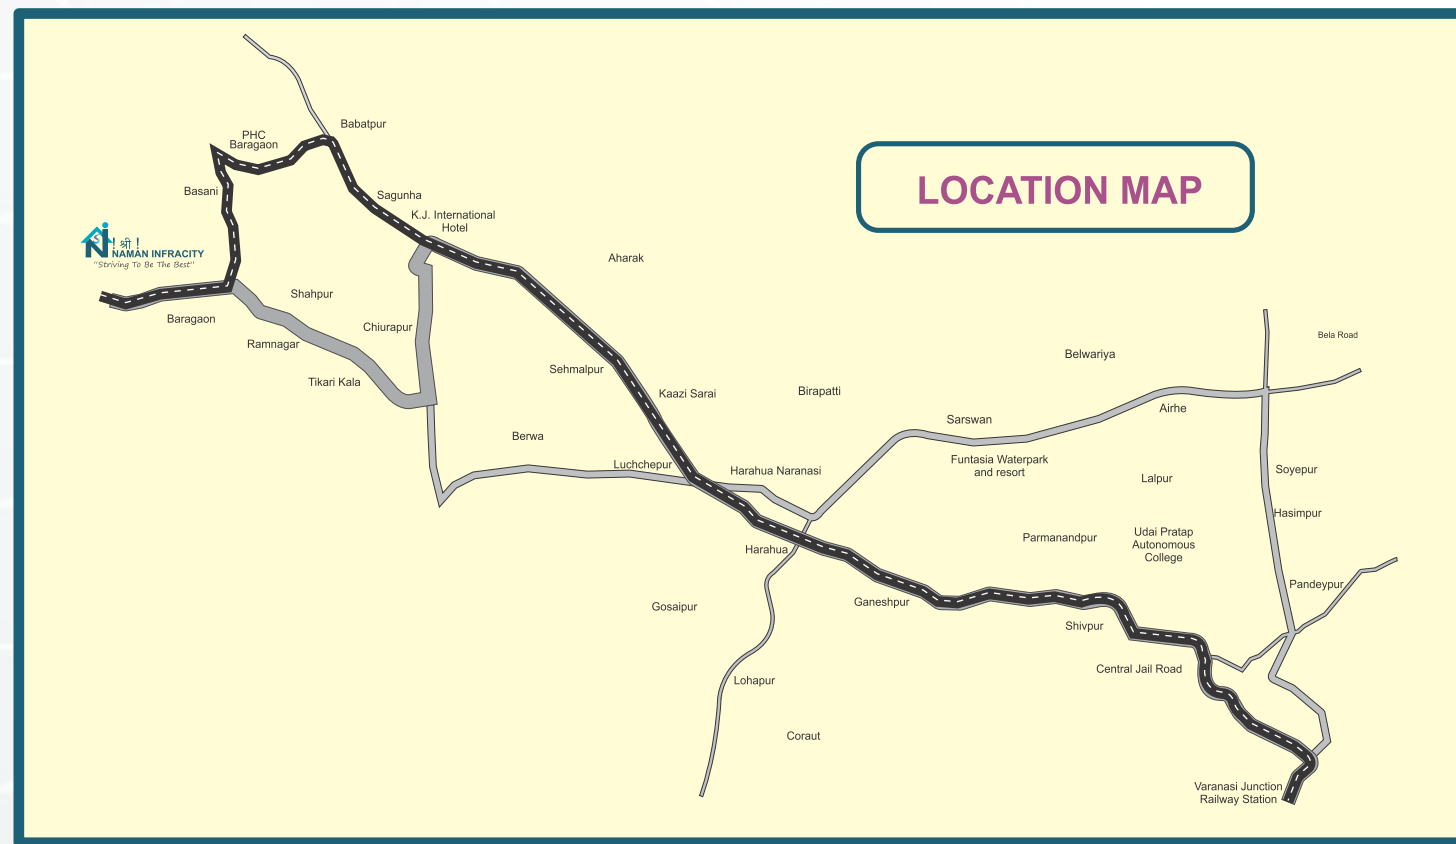 LOCATION MAP
Babatpur
PHC
Baragaon
Basani
Sagunha
K.J. International
Hotel
! श्री !
NAMAN INFRACITY
"Striving To Be The Best"
Aharak
Shahpur
Baragaon
Chiurapur
Ramnagar
Tikari Kala
Sehmalpur
Kaazi Sarai
Birapatti
Belwariya
Bela Road
Airhe
Sarswan
Berwa
Luchchepur
Harahua Naranasi
Funtasia Waterpark
and resort
Lalpur
Soyepur
Hasimpur
Parmanandpur
Udai Pratap
Autonomous
College
Harahua
Pandeypur
Gosaipur
Ganeshpur
Shivpur
Central Jail Road
Lohapur
Coraut
Varanasi Junction
Railway Station